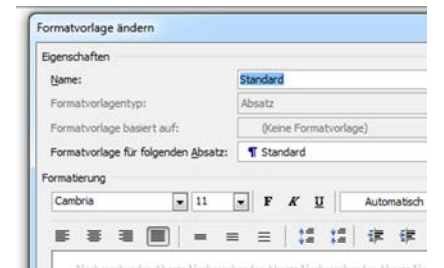 Formatvorlage ändern
Eigenschaften
Name: Standard
Formatvorlagentyp: Absatz
Formatvorlage basiert auf: (Keine Formatvorlage)
Formatvorlage für folgenden Absatz: ¶ Standard
Formatierung
Cambria 11 F K U Automatisch